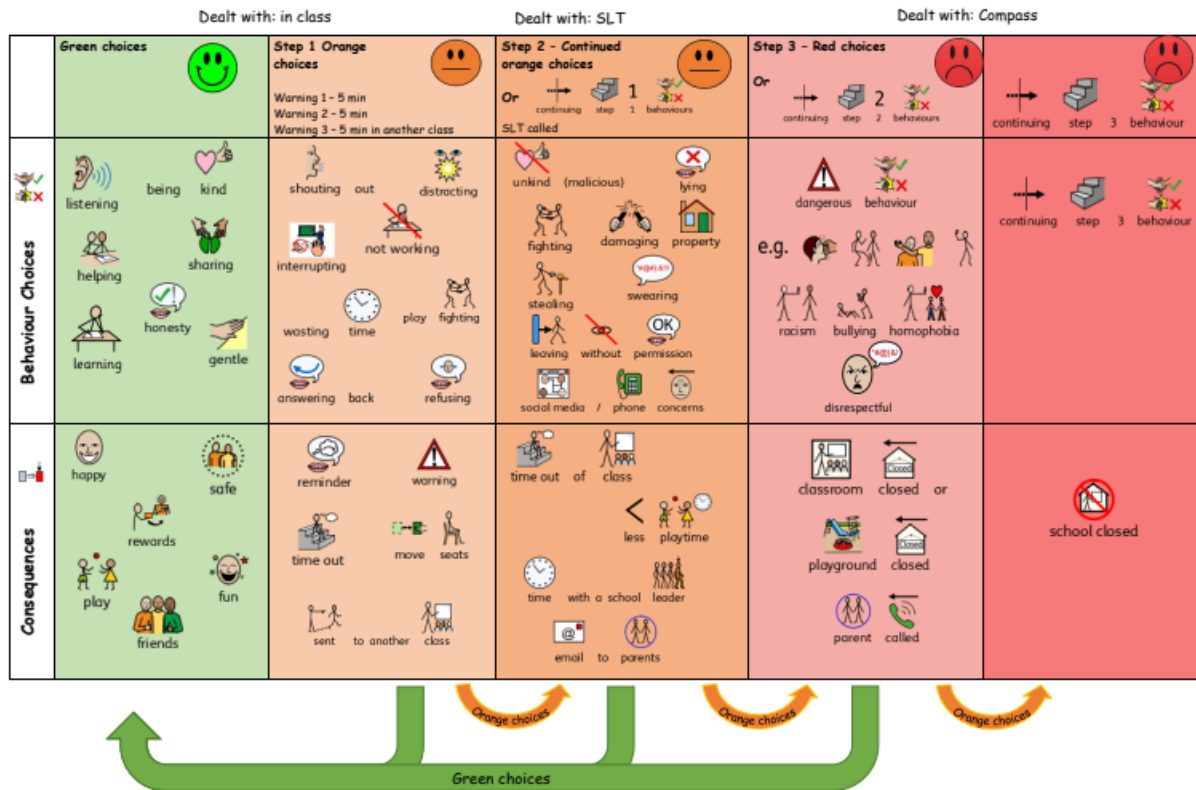 Dealt with: in class
Dealt with: SLT
Dealt with: Compass
Green choices
Step 1 Orange
choices
Warning 1 – 5 min
Warning 2 – 5 min
Warning 3 – 5 min in another class
Step 2 – Continued
orange choices
Or
1
continuing step 1 behaviours
SLT called
Step 3 – Red choices
Or
2
continuing step 2 behaviours
continuing step 3 behaviour
Behaviour Choices
listening being kind
helping sharing
honesty
learning gentle
shouting out distracting
not working
interrupting
wasting time play fighting
answering back refusing
unkind (malicious) lying
fighting damaging property
stealing swearing
OK
leaving without permission
social media / phone concerns
dangerous behaviour
e.g.
racism bullying homophobia
disrespectful
continuing step 3 behaviour
Consequences
happy safe
rewards
play fun
friends
reminder warning
time out move seats
sent to another class
time out of class
< less playtime
time with a school leader
@
email to parents
Closed
classroom closed or
Closed
playground closed
parent called
school closed
Orange choices
Orange choices
Orange choices
Green choices